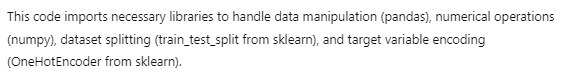 This code imports necessary libraries to handle data manipulation (pandas), numerical operations
(numpy), dataset splitting (train_test_split from sklearn), and target variable encoding
(OneHotEncoder from sklearn).